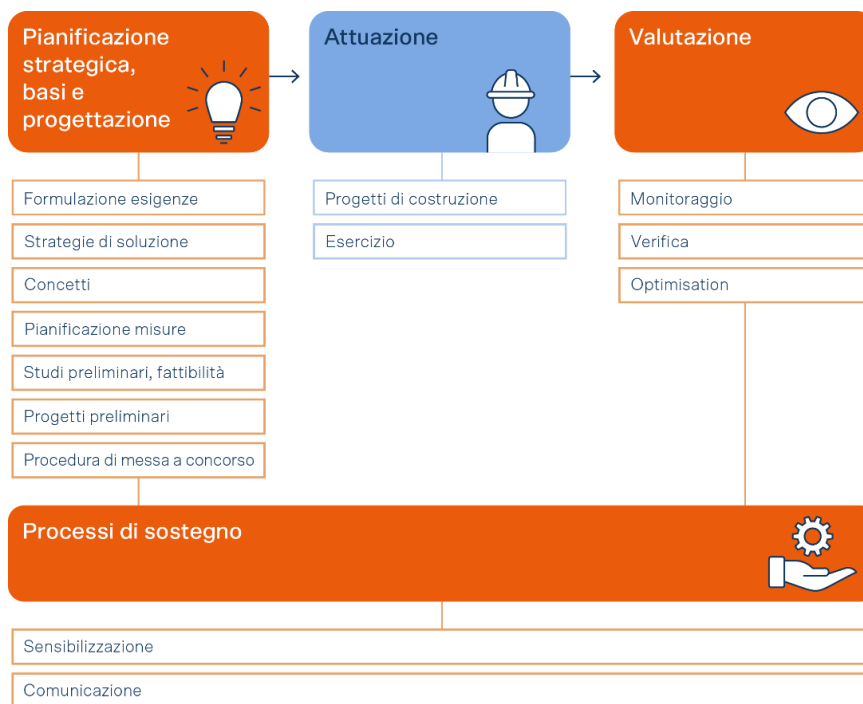 Pianificazione
strategica,
basi e
progettazione
Attuazione
Valutazione
Formulazione esigenze
Strategie di soluzione
Concetti
Pianificazione misure
Studi preliminari, fattibilità
Progetti preliminari
Procedura di messa a concorso
Progetti di costruzione
Esercizio
Monitoraggio
Verifica
Optimisation
Processi di sostegno
Sensibilizzazione
Comunicazione